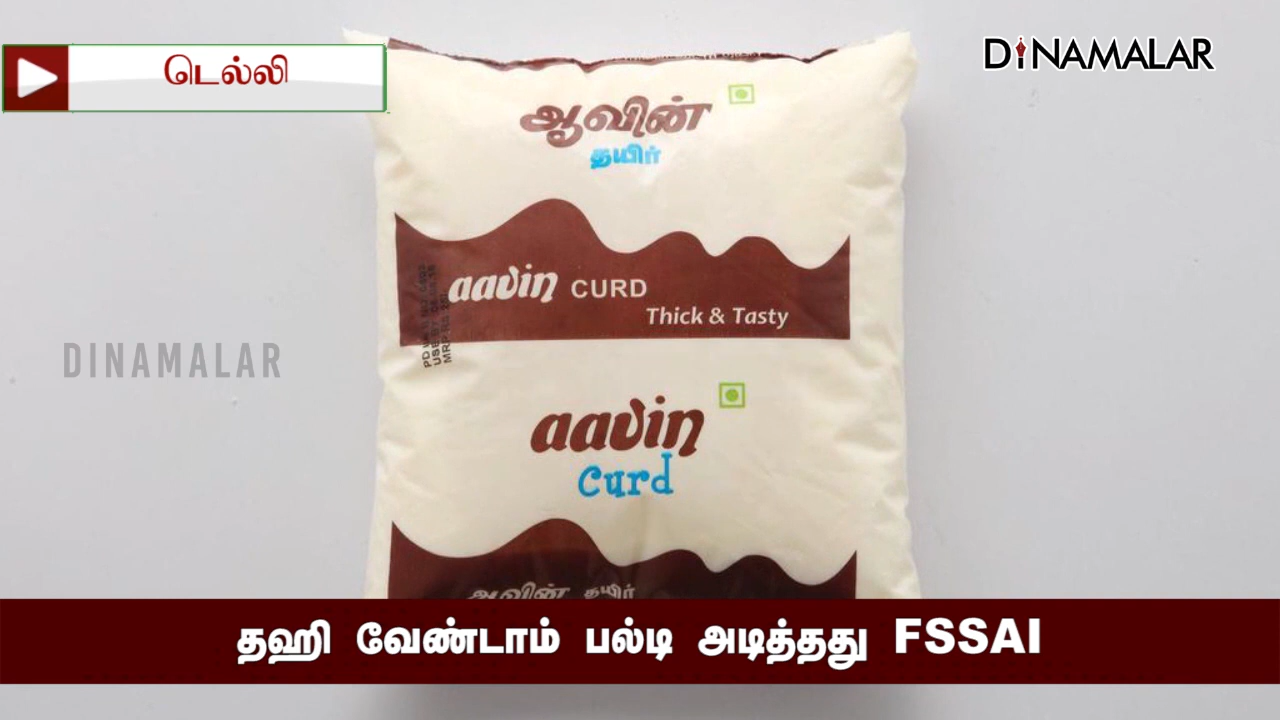 டெல்லி
DINAMALAR
ஆவின்
தயிர்
aavin CURD
Thick & Tasty
DINAMALAR
aavin
curd
ஆவின் தயிர்
தஹி வேண்டாம் பல்டி அடித்தது FSSAI